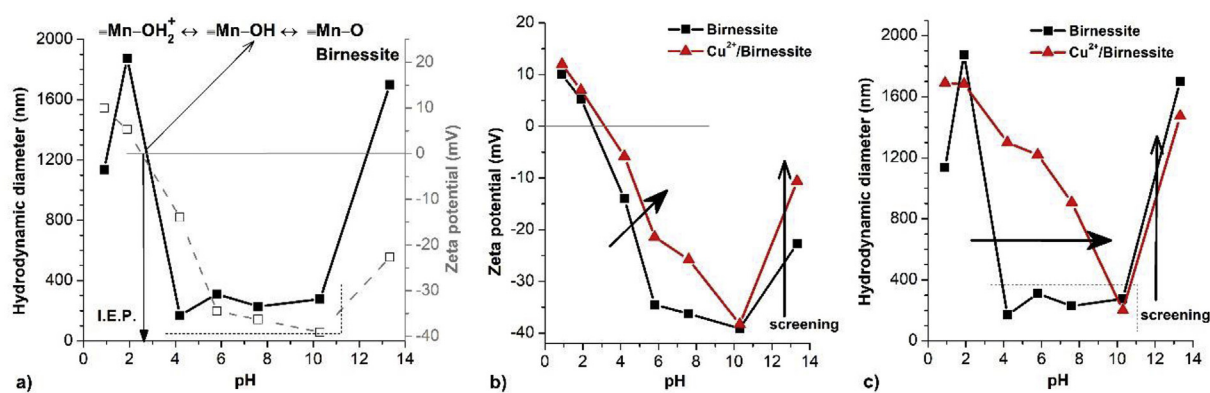 ≡Mn–OH₂⁺ ↔ ≡Mn–OH ↔ ≡Mn–O
Birnessite
Hydrodynamic diameter (nm)
2000
1600
1200
800
400
0
20
10
0
-10
-20
-30
-40
Zeta potential (mV)
I.E.P.
0 2 4 6 8 10 12 14
a) pH
Birnessite
Cu²⁺/Birnessite
Zeta potential (mV)
20
10
0
-10
-20
-30
-40
screening
0 2 4 6 8 10 12 14
b) pH
Birnessite
Cu²⁺/Birnessite
Hydrodynamic diameter (nm)
2000
1600
1200
800
400
0
screening
0 2 4 6 8 10 12 14
c) pH